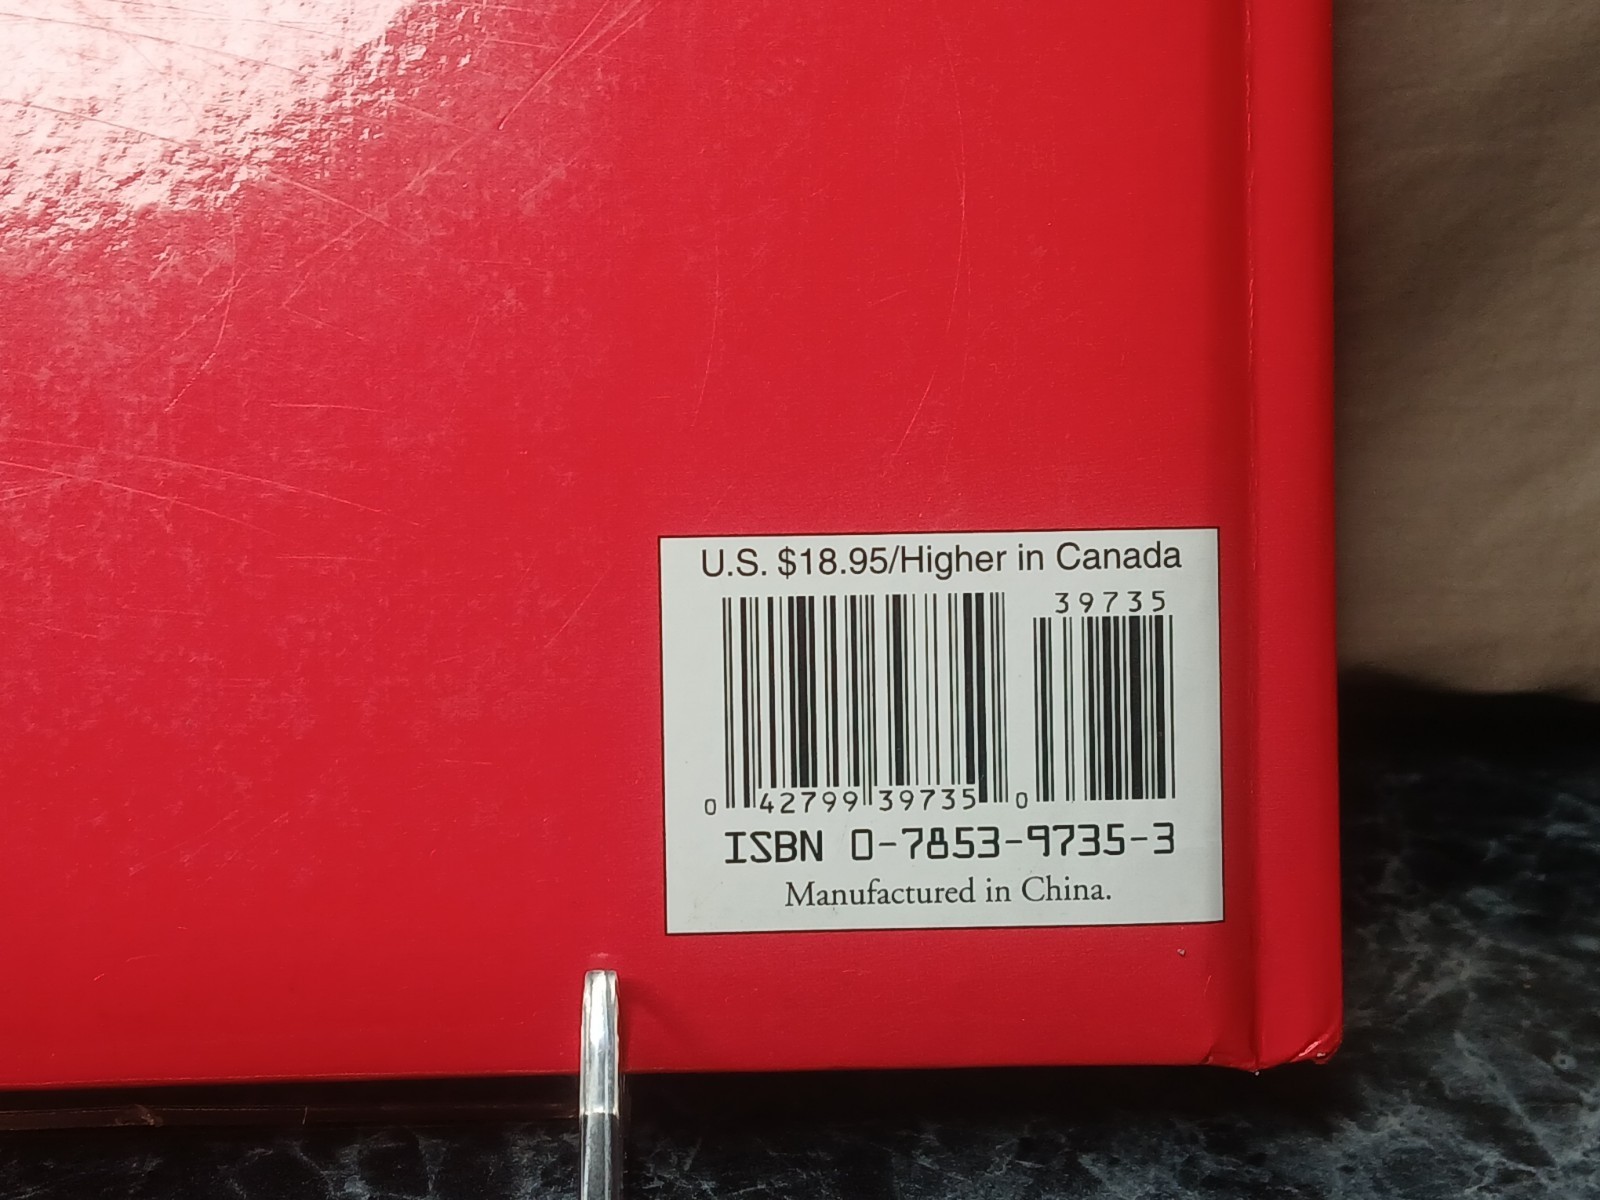 U.S. $18.95/Higher in Canada
39735
0 42799 39735 0
ISBN 0-7853-9735-3
Manufactured in China.